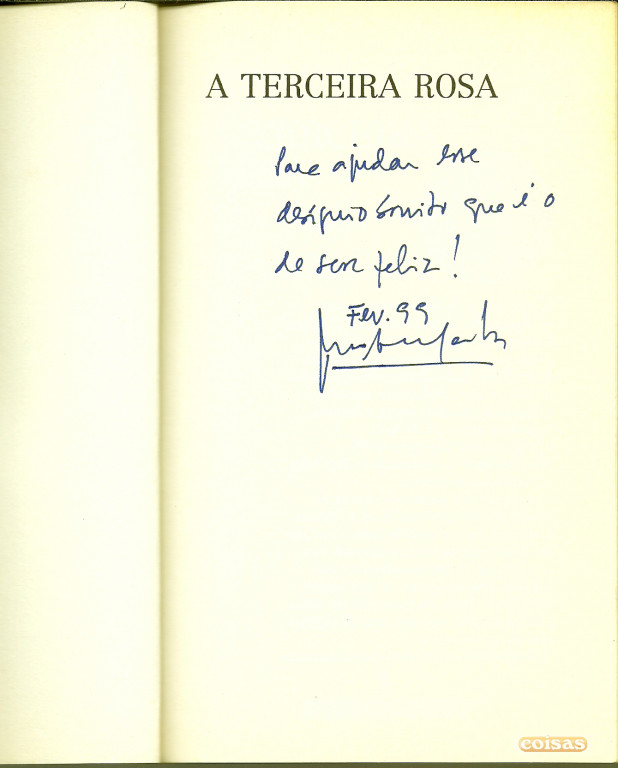 A TERCEIRA ROSA
Para ajudar esse
desígnio bonito que é o
de ser feliz!
Fev. 99
coisas